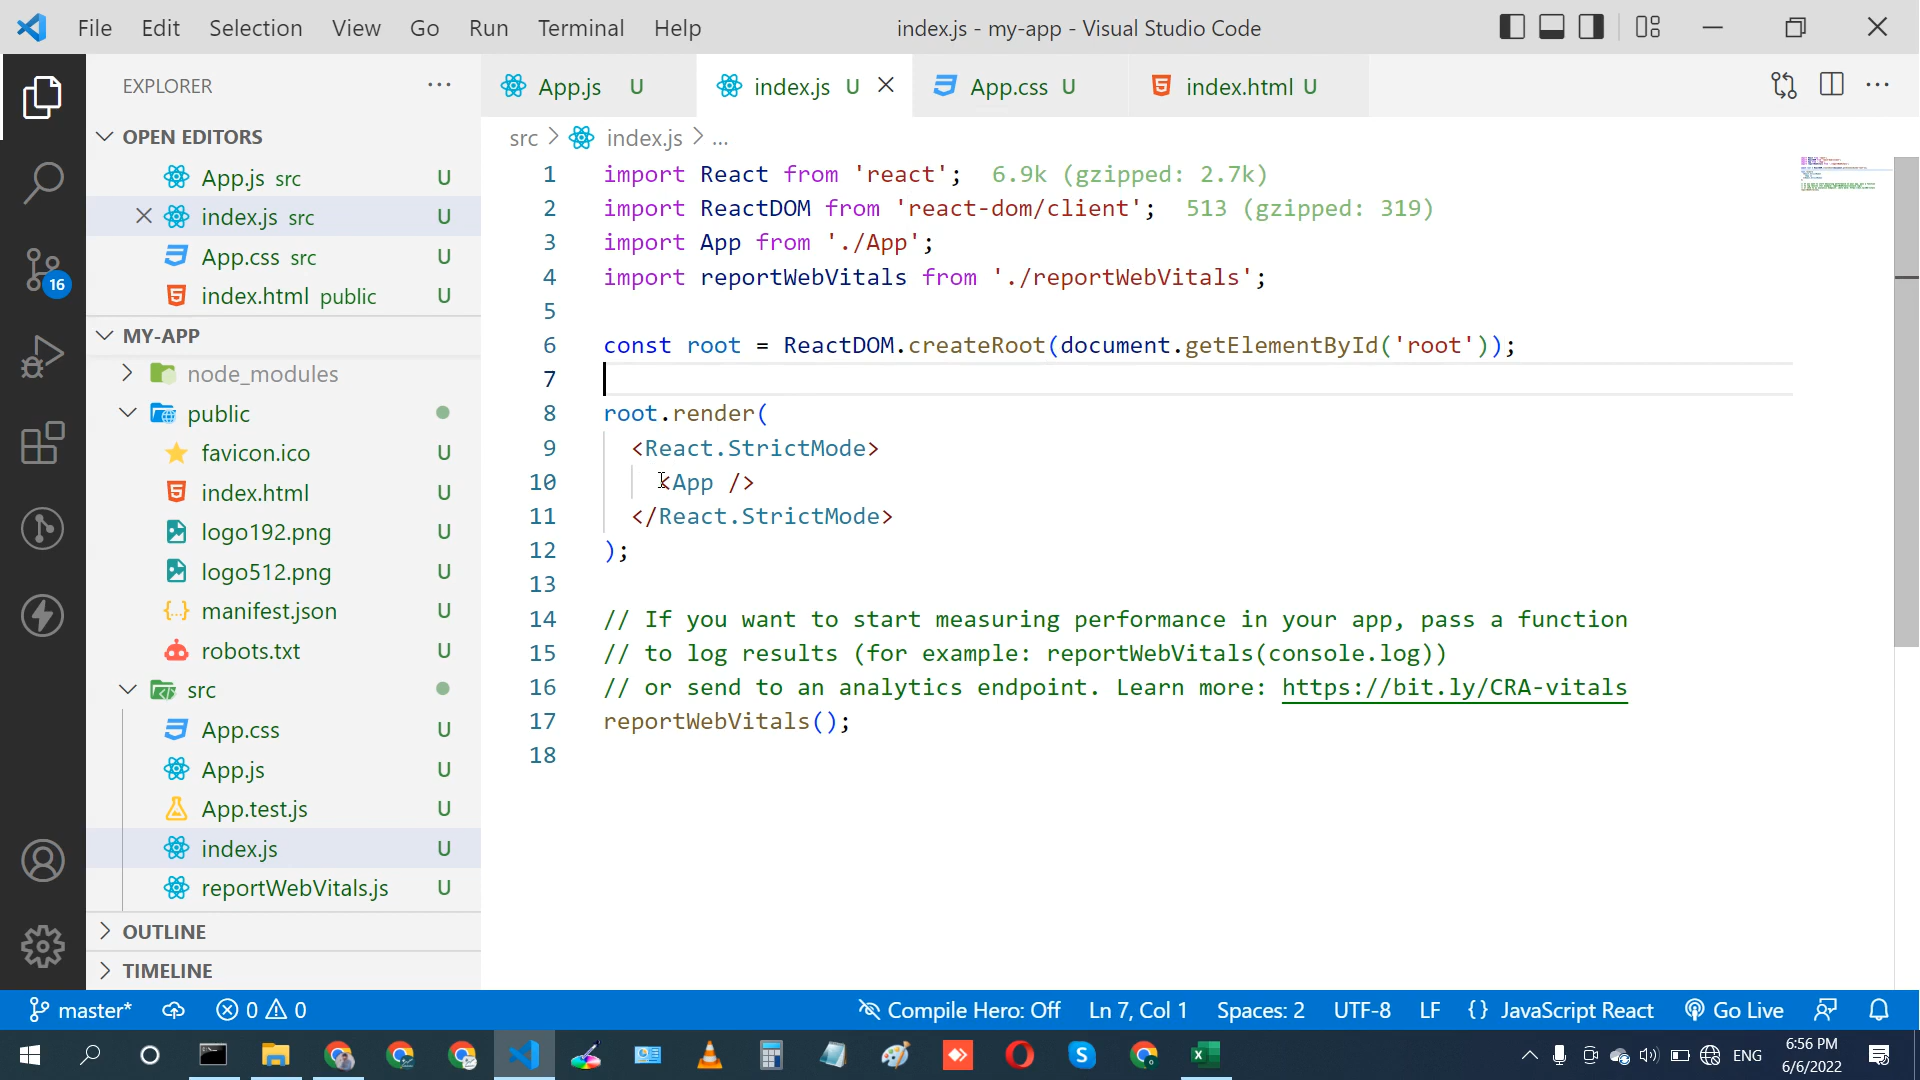 File Edit Selection View Go Run Terminal Help
index.js - my-app - Visual Studio Code
EXPLORER
OPEN EDITORS
App.js src U
index.js src U
App.css src U
index.html public U
MY-APP
node_modules
public
favicon.ico U
index.html U
logo192.png U
logo512.png U
manifest.json U
robots.txt U
src
App.css U
App.js U
App.test.js U
index.js U
reportWebVitals.js U
OUTLINE
TIMELINE
16
App.js U index.js U App.css U index.html U
src > index.js > ...
1 import React from 'react'; 6.9k (gzipped: 2.7k)
2 import ReactDOM from 'react-dom/client'; 513 (gzipped: 319)
3 import App from './App';
4 import reportWebVitals from './reportWebVitals';
5
6 const root = ReactDOM.createRoot(document.getElementById('root'));
7
8 root.render(
9 <React.StrictMode>
10 <App />
11 </React.StrictMode>
12 );
13
14 // If you want to start measuring performance in your app, pass a function
15 // to log results (for example: reportWebVitals(console.log))
16 // or send to an analytics endpoint. Learn more: https://bit.ly/CRA-vitals
17 reportWebVitals();
18
master* 0 0 Compile Hero: Off Ln 7, Col 1 Spaces: 2 UTF-8 LF {} JavaScript React Go Live
ENG
6:56 PM
6/6/2022